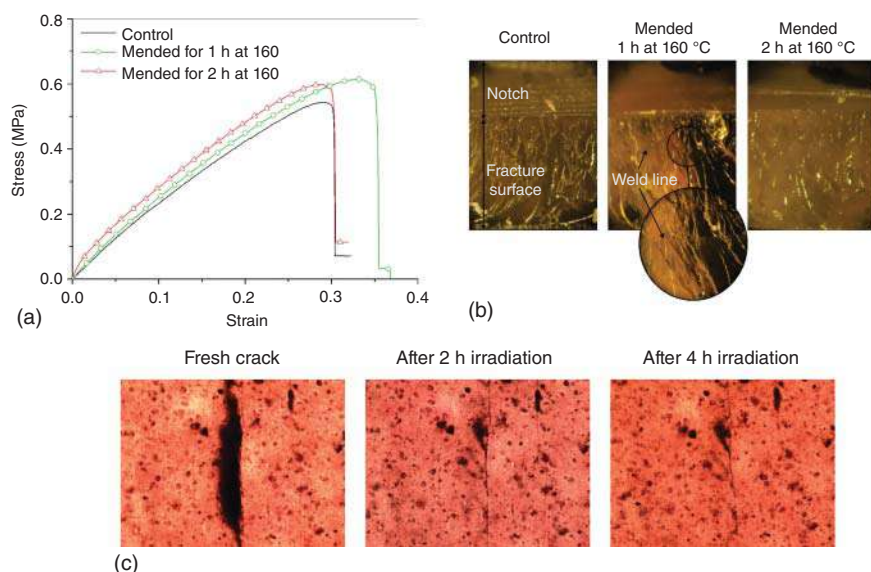 0.8
0.6
0.4
0.2
0.0
Stress (MPa)
Control
Mended for 1 h at 160
Mended for 2 h at 160
0.0
0.1
0.2
0.3
0.4
Strain
(a)
Control
Mended
1 h at 160 °C
Mended
2 h at 160 °C
Notch
Fracture
surface
Weld line
(b)
Fresh crack
After 2 h irradiation
After 4 h irradiation
(c)